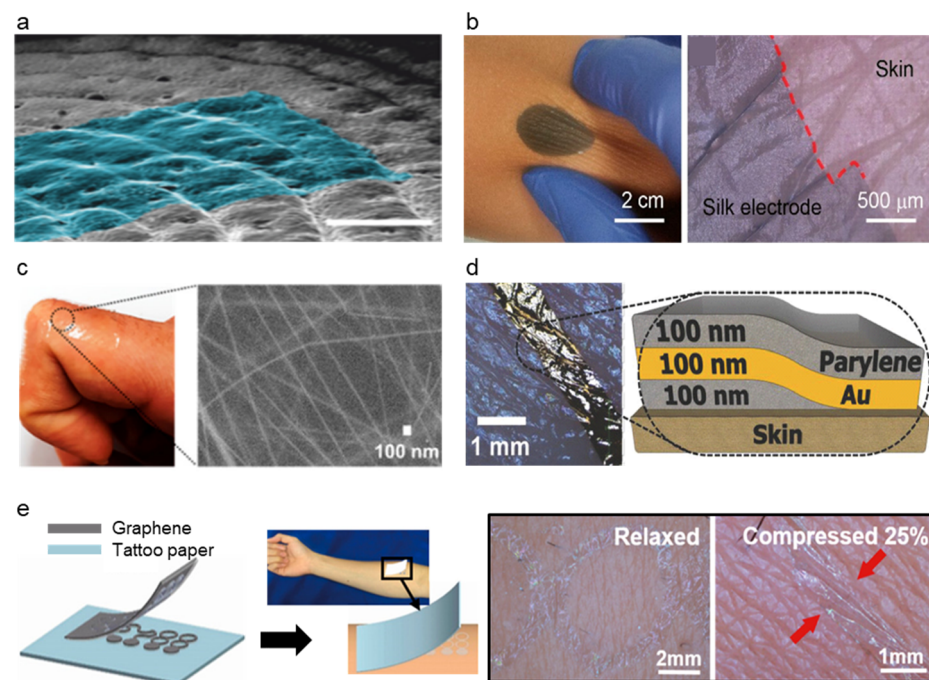 a
b
Skin
2 cm
Silk electrode
500 μm
c
100 nm
d
1 mm
100 nm
100 nm
100 nm
Parylene
Au
Skin
e
Graphene
Tattoo paper
Relaxed
2mm
Compressed 25%
1mm